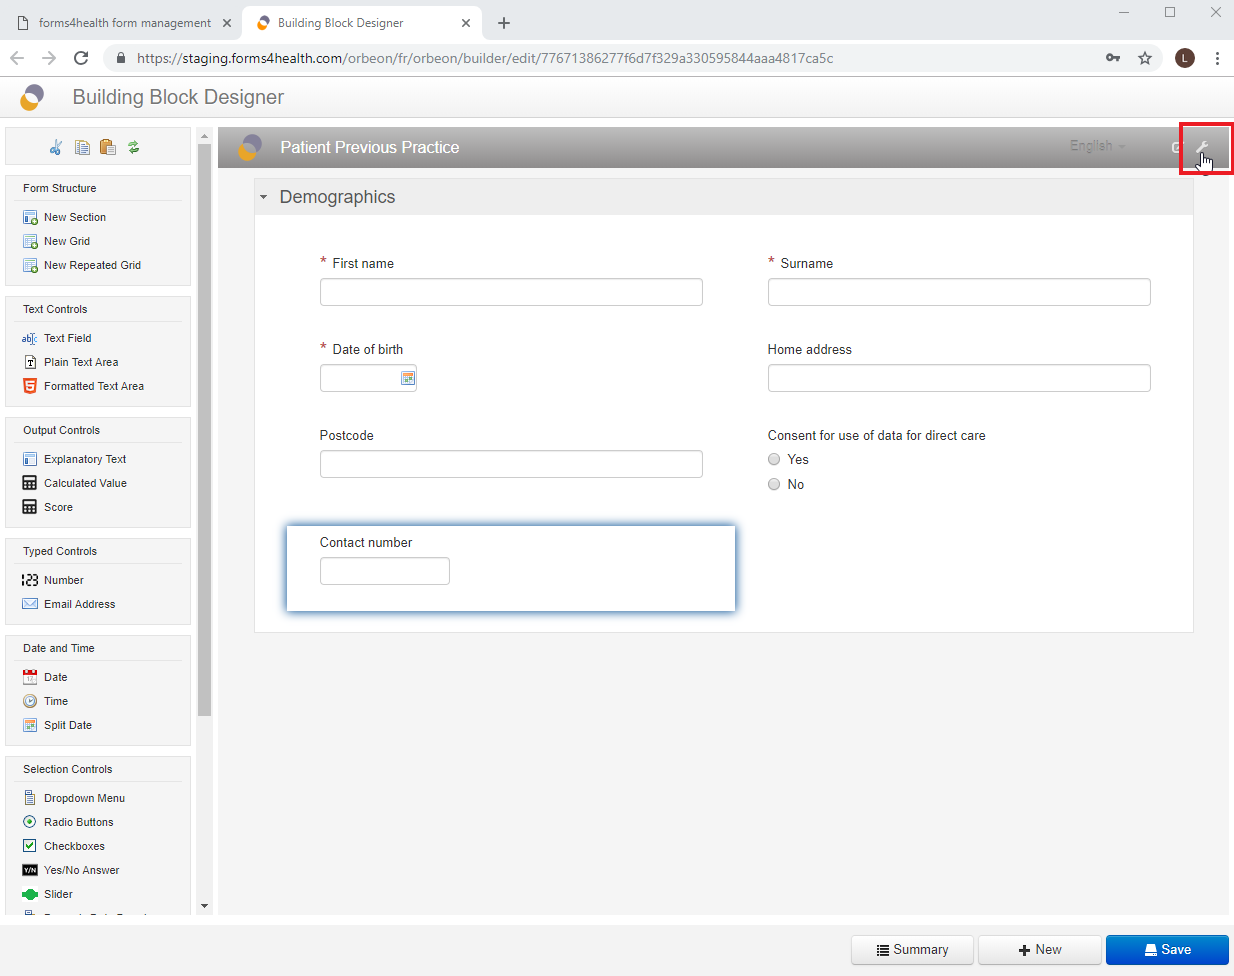 forms4health form management
Building Block Designer
https://staging.forms4health.com/orbeon/fr/orbeon/builder/edit/77671386277f6d7f329a330595844aaa4817ca5c
L
Building Block Designer
Patient Previous Practice
English
Form Structure
New Section
New Grid
New Repeated Grid
Text Controls
Text Field
Plain Text Area
Formatted Text Area
Output Controls
Explanatory Text
Calculated Value
Score
Typed Controls
123 Number
Email Address
Date and Time
Date
Time
Split Date
Selection Controls
Dropdown Menu
Radio Buttons
Checkboxes
Y/N Yes/No Answer
Slider
Demographics
* First name
* Surname
* Date of birth
Home address
Postcode
Consent for use of data for direct care
Yes
No
Contact number
Summary
New
Save